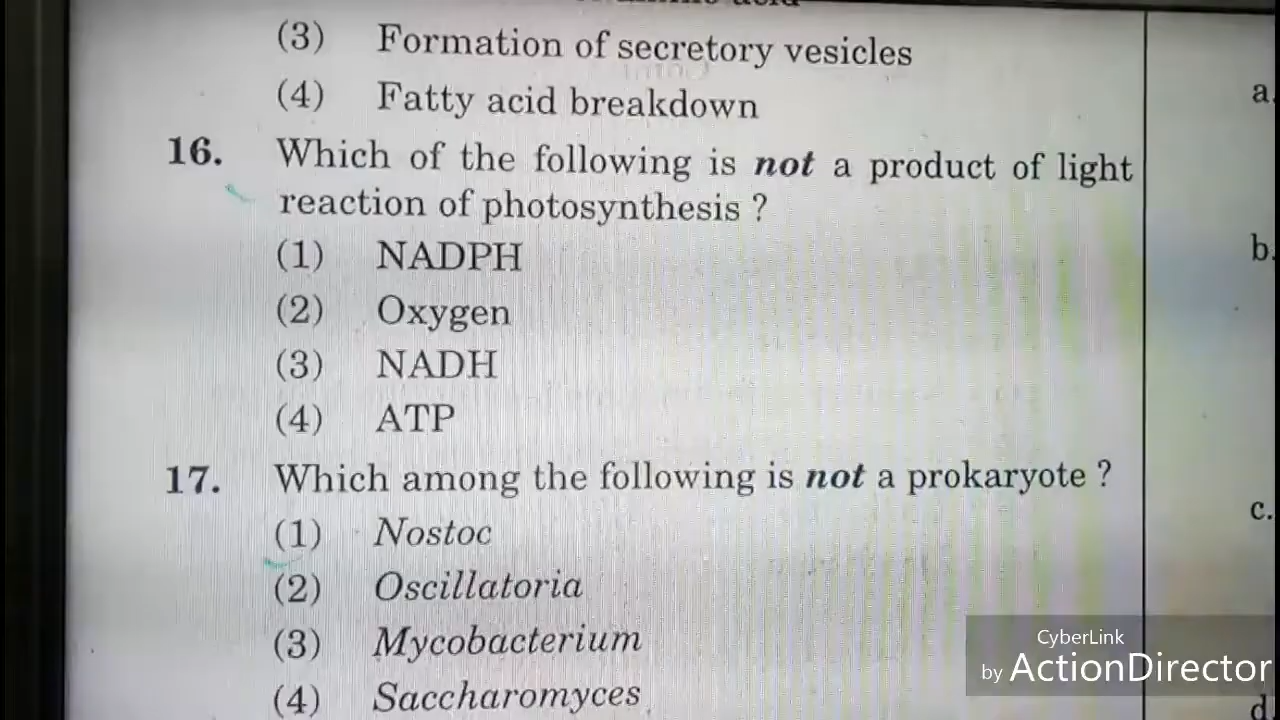 (3) Formation of secretory vesicles
(4) Fatty acid breakdown
16. Which of the following is not a product of light
reaction of photosynthesis ?
(1) NADPH
(2) Oxygen
(3) NADH
(4) ATP
17. Which among the following is not a prokaryote ?
(1) Nostoc
(2) Oscillatoria
(3) Mycobacterium
(4) Saccharomyces
a.
b.
c.
d
CyberLink
by ActionDirector